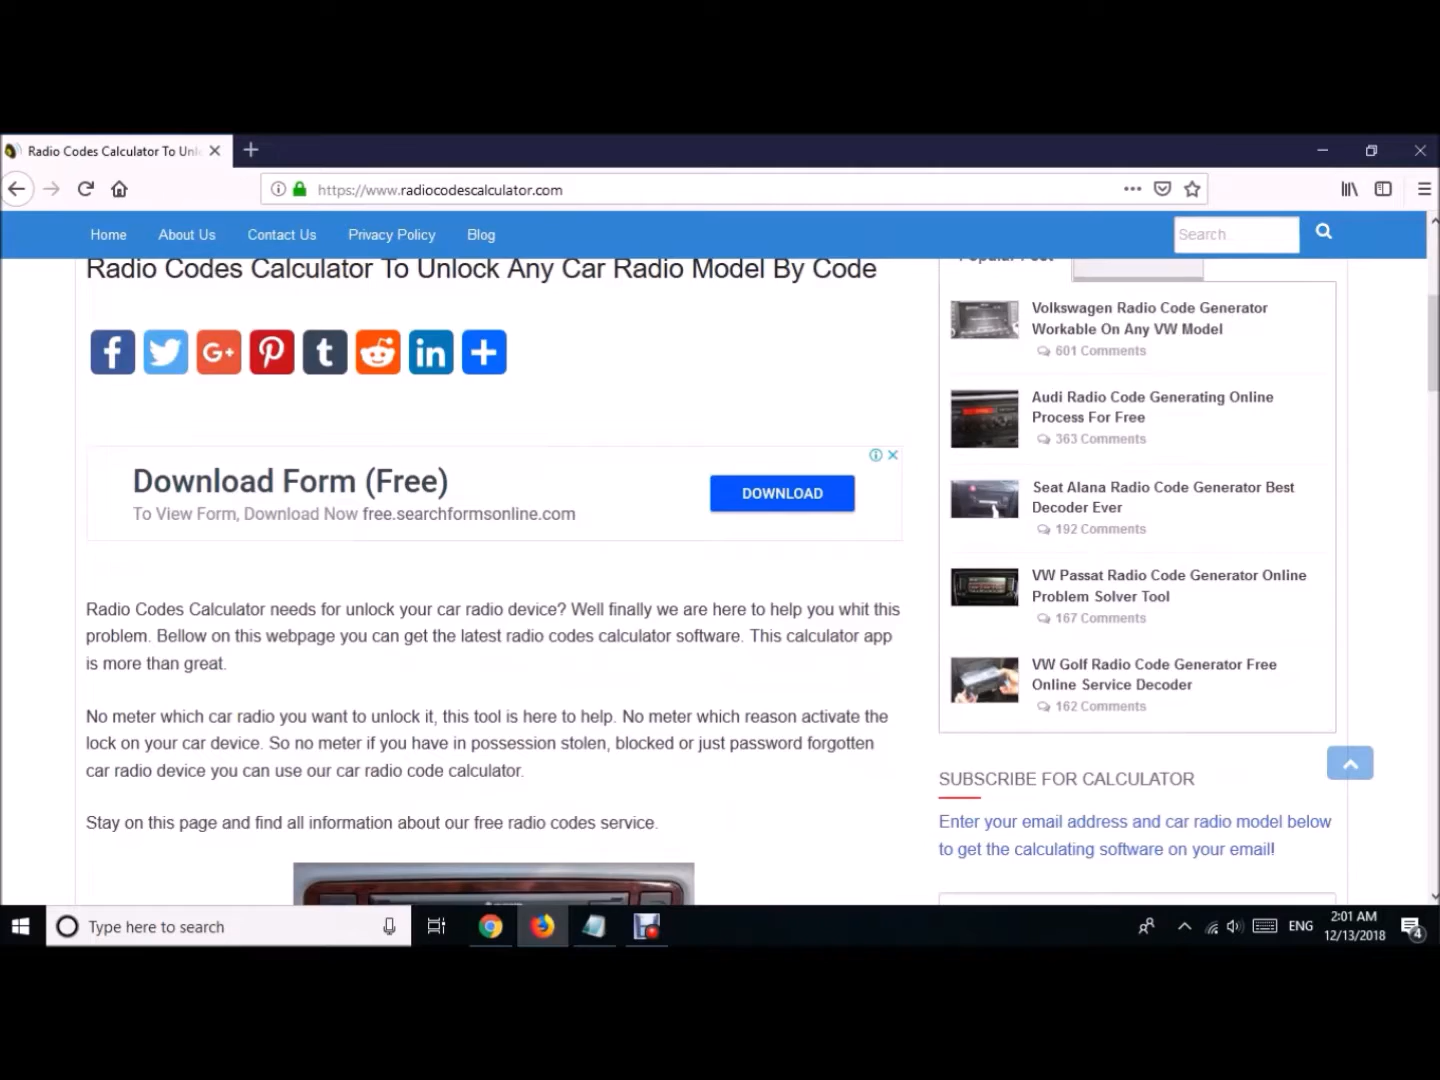 Radio Codes Calculator To Unl
https://www.radiocodescalculator.com
Home About Us Contact Us Privacy Policy Blog
Search
Radio Codes Calculator To Unlock Any Car Radio Model By Code
Download Form (Free)
To View Form, Download Now free.searchformsonline.com
DOWNLOAD
Radio Codes Calculator needs for unlock your car radio device? Well finally we are here to help you whit this
problem. Bellow on this webpage you can get the latest radio codes calculator software. This calculator app
is more than great.
No meter which car radio you want to unlock it, this tool is here to help. No meter which reason activate the
lock on your car device. So no meter if you have in possession stolen, blocked or just password forgotten
car radio device you can use our car radio code calculator.
Stay on this page and find all information about our free radio codes service.
Popular Post
Volkswagen Radio Code Generator
Workable On Any VW Model
601 Comments
Audi Radio Code Generating Online
Process For Free
363 Comments
Seat Alana Radio Code Generator Best
Decoder Ever
192 Comments
VW Passat Radio Code Generator Online
Problem Solver Tool
167 Comments
VW Golf Radio Code Generator Free
Online Service Decoder
162 Comments
SUBSCRIBE FOR CALCULATOR
Enter your email address and car radio model below
to get the calculating software on your email!
Type here to search
ENG
2:01 AM
12/13/2018
4